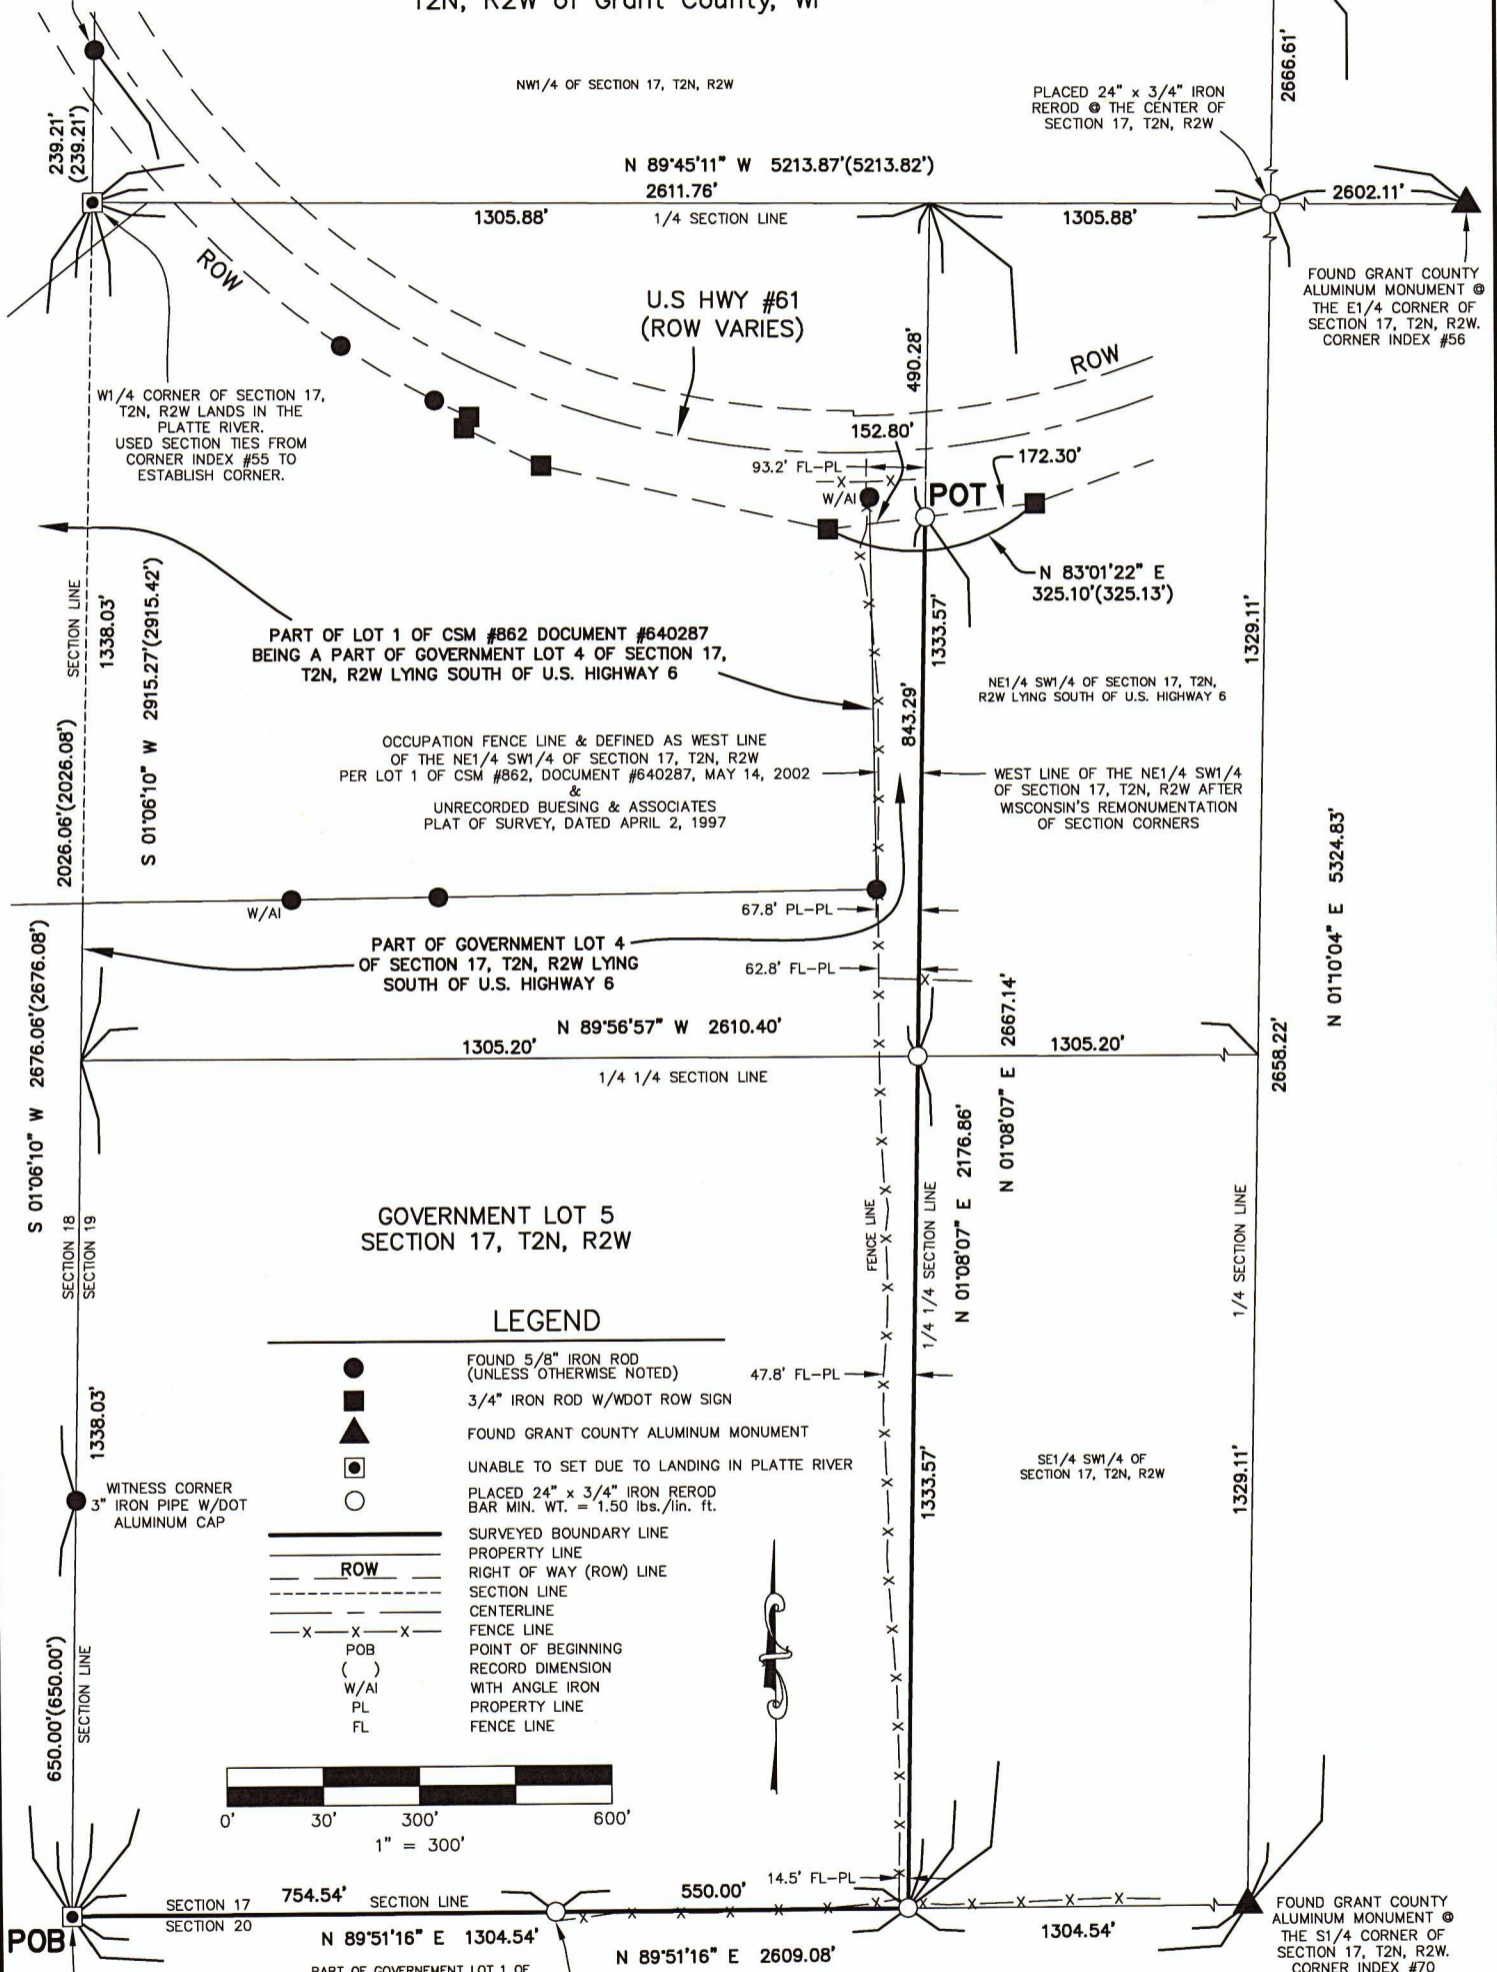 T2N, R2W of Grant County, WI
NW1/4 OF SECTION 17, T2N, R2W
239.21'
(239.21')
2666.61'
PLACED 24" x 3/4" IRON
REROD @ THE CENTER OF
SECTION 17, T2N, R2W
N 89°45'11" W 5213.87'(5213.82')
2611.76'
1305.88'
1/4 SECTION LINE
1305.88'
2602.11'
ROW
U.S HWY #61
(ROW VARIES)
490.28'
ROW
FOUND GRANT COUNTY
ALUMINUM MONUMENT @
THE E1/4 CORNER OF
SECTION 17, T2N, R2W.
CORNER INDEX #56
W1/4 CORNER OF SECTION 17,
T2N, R2W LANDS IN THE
PLATTE RIVER.
USED SECTION TIES FROM
CORNER INDEX #55 TO
ESTABLISH CORNER.
152.80'
93.2' FL-PL
X X
W/AI
172.30'
POT
N 83°01'22" E
325.10'(325.13')
SECTION LINE
1338.03'
S 01°06'10" W 2915.27'(2915.42')
1333.57'
1329.11'
PART OF LOT 1 OF CSM #862 DOCUMENT #640287
BEING A PART OF GOVERNMENT LOT 4 OF SECTION 17,
T2N, R2W LYING SOUTH OF U.S. HIGHWAY 6
NE1/4 SW1/4 OF SECTION 17, T2N,
R2W LYING SOUTH OF U.S. HIGHWAY 6
843.29'
2026.06'(2026.08')
OCCUPATION FENCE LINE & DEFINED AS WEST LINE
OF THE NE1/4 SW1/4 OF SECTION 17, T2N, R2W
PER LOT 1 OF CSM #862, DOCUMENT #640287, MAY 14, 2002
&
UNRECORDED BUESING & ASSOCIATES
PLAT OF SURVEY, DATED APRIL 2, 1997
WEST LINE OF THE NE1/4 SW1/4
OF SECTION 17, T2N, R2W AFTER
WISCONSIN'S REMONUMENTATION
OF SECTION CORNERS
N 01°10'04" E 5324.83'
W/AI
67.8' PL-PL
PART OF GOVERNMENT LOT 4
OF SECTION 17, T2N, R2W LYING
SOUTH OF U.S. HIGHWAY 6
62.8' FL-PL
S 01°06'10" W 2676.06'(2676.08')
N 89°56'57" W 2610.40'
1305.20'
1/4 1/4 SECTION LINE
1305.20'
N 01°08'07" E 2667.14'
2658.22'
N 01°08'07" E 2176.86'
GOVERNMENT LOT 5
SECTION 17, T2N, R2W
SECTION 18
SECTION 19
FENCE LINE
1/4 1/4 SECTION LINE
1/4 SECTION LINE
LEGEND
FOUND 5/8" IRON ROD
(UNLESS OTHERWISE NOTED)
3/4" IRON ROD W/WDOT ROW SIGN
FOUND GRANT COUNTY ALUMINUM MONUMENT
UNABLE TO SET DUE TO LANDING IN PLATTE RIVER
PLACED 24" x 3/4" IRON REROD
BAR MIN. WT. = 1.50 lbs./lin. ft.
SURVEYED BOUNDARY LINE
PROPERTY LINE
ROW RIGHT OF WAY (ROW) LINE
SECTION LINE
CENTERLINE
X X X FENCE LINE
POB POINT OF BEGINNING
( ) RECORD DIMENSION
W/AI WITH ANGLE IRON
PL PROPERTY LINE
FL FENCE LINE
47.8' FL-PL
1338.03'
WITNESS CORNER
3" IRON PIPE W/DOT
ALUMINUM CAP
1333.57'
SE1/4 SW1/4 OF
SECTION 17, T2N, R2W
1329.11'
650.00'(650.00')
SECTION LINE
0' 30' 300' 600'
1" = 300'
14.5' FL-PL
SECTION 17
754.54'
SECTION LINE
550.00'
SECTION 20
POB
N 89°51'16" E 1304.54'
1304.54'
N 89°51'16" E 2609.08'
PART OF GOVERNEMENT LOT 1 OF
FOUND GRANT COUNTY
ALUMINUM MONUMENT @
THE S1/4 CORNER OF
SECTION 17, T2N, R2W.
CORNER INDEX #70